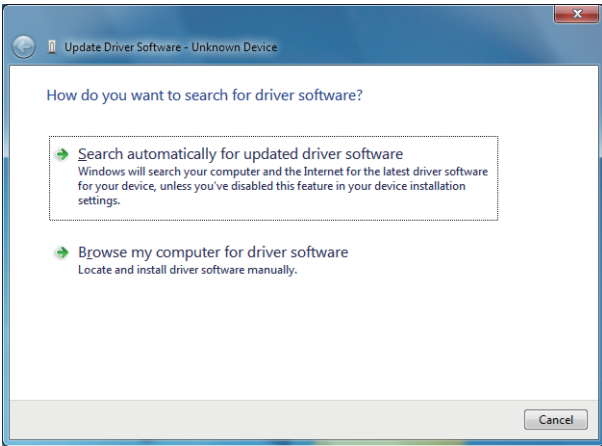 Update Driver Software - Unknown Device
How do you want to search for driver software?
Search automatically for updated driver software
Windows will search your computer and the Internet for the latest driver software
for your device, unless you've disabled this feature in your device installation
settings.
Browse my computer for driver software
Locate and install driver software manually.
Cancel